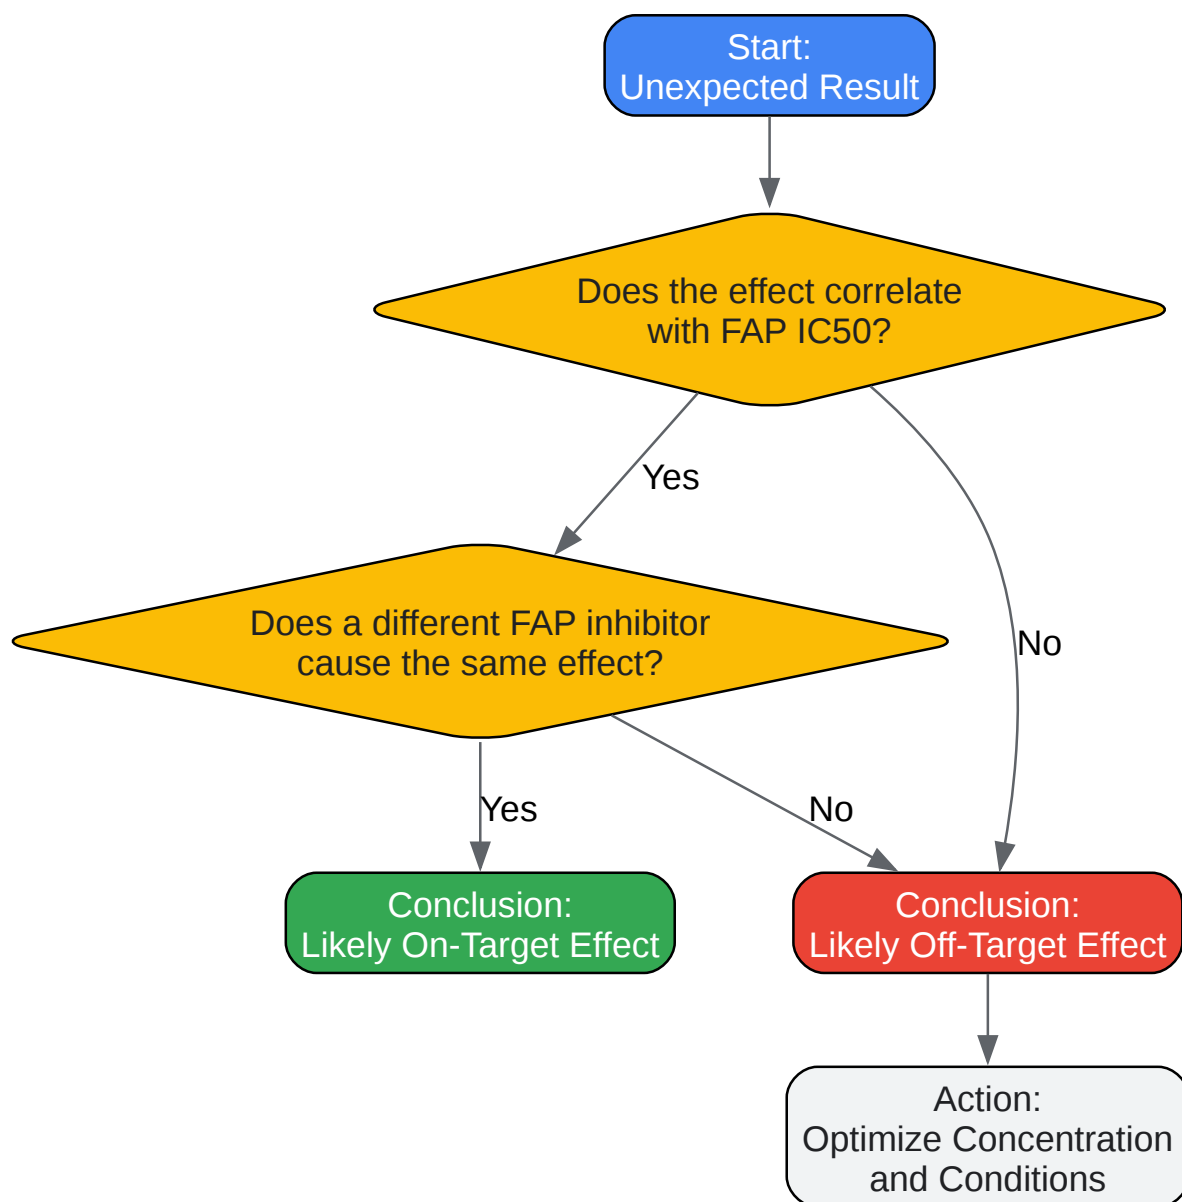 Start:
Unexpected Result
Does the effect correlate
with FAP IC50?
Yes
No
Does a different FAP inhibitor
cause the same effect?
Yes
No
Conclusion:
Likely On-Target Effect
Conclusion:
Likely Off-Target Effect
Action:
Optimize Concentration
and Conditions